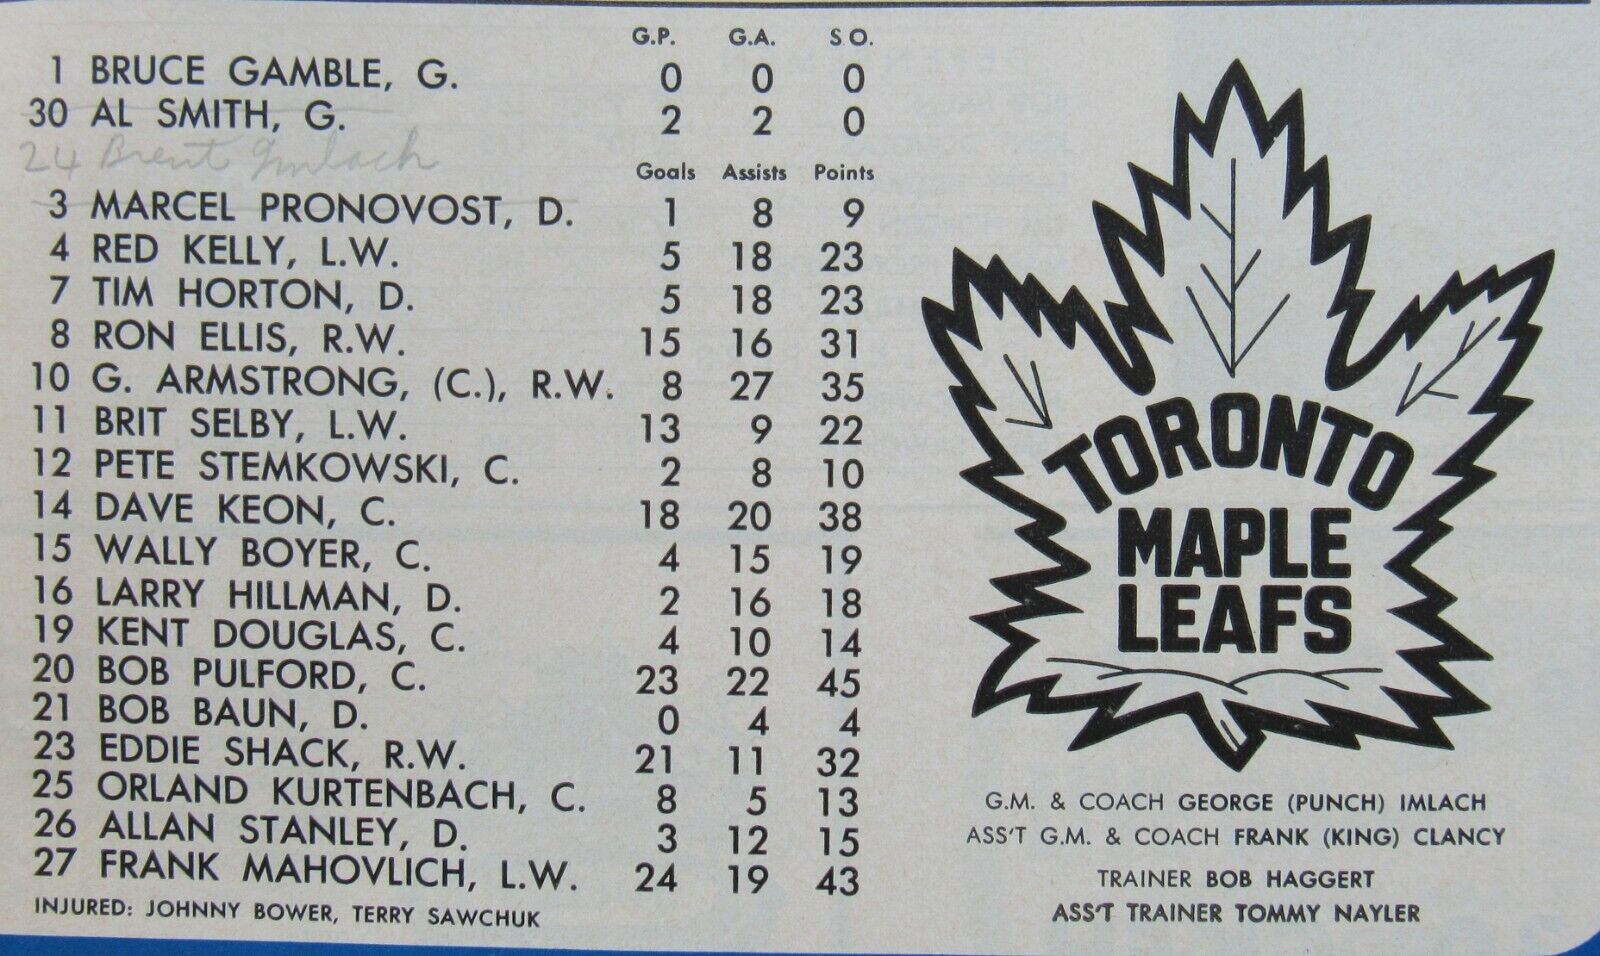 G.P. G.A. S.O.
1 BRUCE GAMBLE, G. 0 0 0
30 AL SMITH, G. 2 2 0
24 Brent Imlach
Goals Assists Points
3 MARCEL PRONOVOST, D. 1 8 9
4 RED KELLY, L.W. 5 18 23
7 TIM HORTON, D. 5 18 23
8 RON ELLIS, R.W. 15 16 31
10 G. ARMSTRONG, (C.), R.W. 8 27 35
11 BRIT SELBY, L.W. 13 9 22
12 PETE STEMKOWSKI, C. 2 8 10
14 DAVE KEON, C. 18 20 38
15 WALLY BOYER, C. 4 15 19
16 LARRY HILLMAN, D. 2 16 18
19 KENT DOUGLAS, C. 4 10 14
20 BOB PULFORD, C. 23 22 45
21 BOB BAUN, D. 0 4 4
23 EDDIE SHACK, R.W. 21 11 32
25 ORLAND KURTENBACH, C. 8 5 13
26 ALLAN STANLEY, D. 3 12 15
27 FRANK MAHOVLICH, L.W. 24 19 43
INJURED: JOHNNY BOWER, TERRY SAWCHUK
TORONTO
MAPLE
LEAFS
G.M. & COACH GEORGE (PUNCH) IMLACH
ASS'T G.M. & COACH FRANK (KING) CLANCY
TRAINER BOB HAGGERT
ASS'T TRAINER TOMMY NAYLER